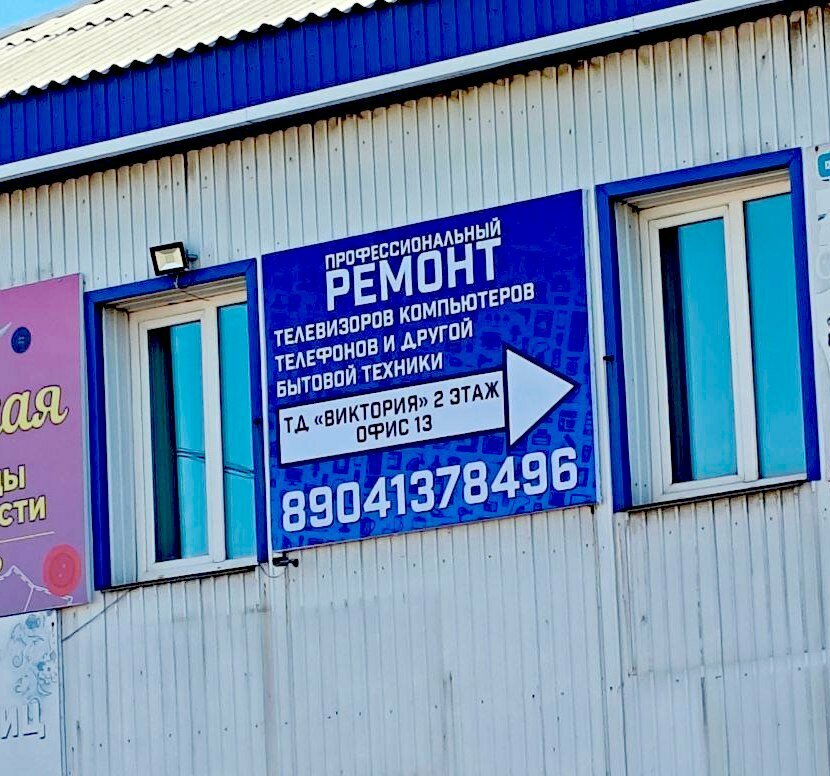 ПРОФЕССИОНАЛЬНЫЙ
РЕМОНТ
ТЕЛЕВИЗОРОВ КОМПЬЮТЕРОВ
ТЕЛЕФОНОВ И ДРУГОЙ
БЫТОВОЙ ТЕХНИКИ
ТД «ВИКТОРИЯ» 2 ЭТАЖ
ОФИС 13
89041378496